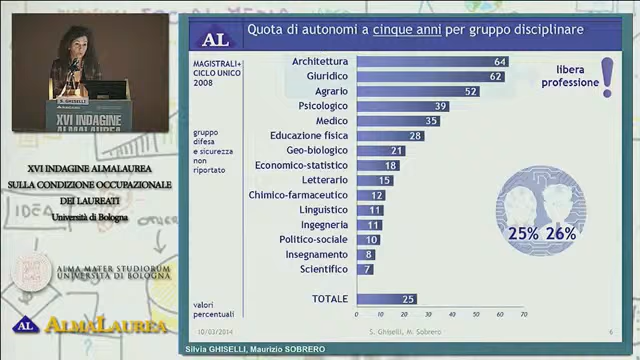 S. GHISELLI
XVI INDAGINE
ALMALAUREA
XVI INDAGINE ALMALAUREA
SULLA CONDIZIONE OCCUPAZIONALE
DEI LAUREATI
Università di Bologna
IDEA
ALMA MATER STUDIORUM
UNIVERSITÀ DI BOLOGNA
AL ALMALAUREA
AL
Quota di autonomi a cinque anni per gruppo disciplinare
MAGISTRALI+
CICLO UNICO
2008
gruppo
difesa
e sicurezza
non
riportato
valori
percentuali
Architettura 64
Giuridico 62
Agrario 52
Psicologico 39
Medico 35
Educazione fisica 28
Geo-biologico 21
Economico-statistico 18
Letterario 15
Chimico-farmaceutico 12
Linguistico 11
Ingegneria 11
Politico-sociale 10
Insegnamento 8
Scientifico 7
TOTALE 25
0 10 20 30 40 50 60 70
libera
professione !
25% 26%
10/03/2014
S. Ghiselli, M. Sobrero
6
Silvia GHISELLI, Maurizio SOBRERO